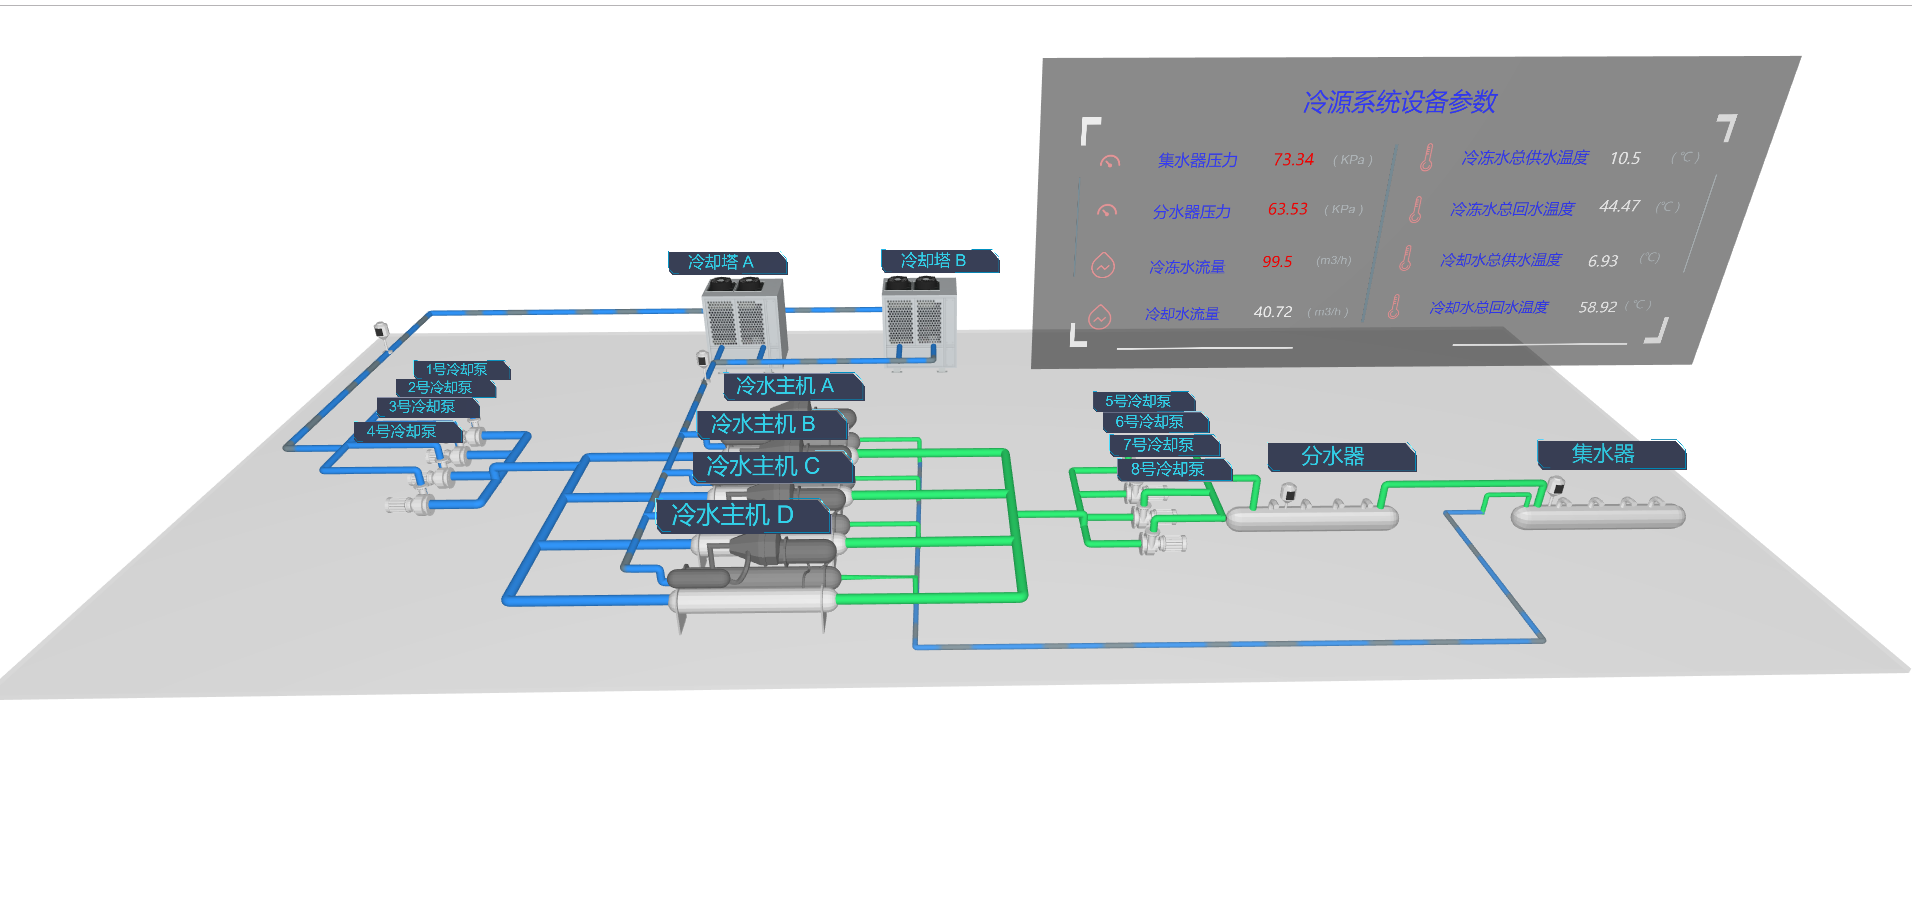 冷源系统设备参数
集水器压力 73.34 (KPa) 冷冻水总供水温度 10.5 (℃)
分水器压力 63.53 (KPa) 冷冻水总回水温度 44.47 (℃)
冷冻水流量 99.5 (m3/h) 冷却水总供水温度 6.93 (℃)
冷却水流量 40.72 (m3/h) 冷却水总回水温度 58.92 (℃)
冷却塔 A
冷却塔 B
1号冷却泵
2号冷却泵
3号冷却泵
4号冷却泵
冷水主机 A
冷水主机 B
冷水主机 C
冷水主机 D
5号冷却泵
6号冷却泵
7号冷却泵
8号冷却泵
分水器
集水器